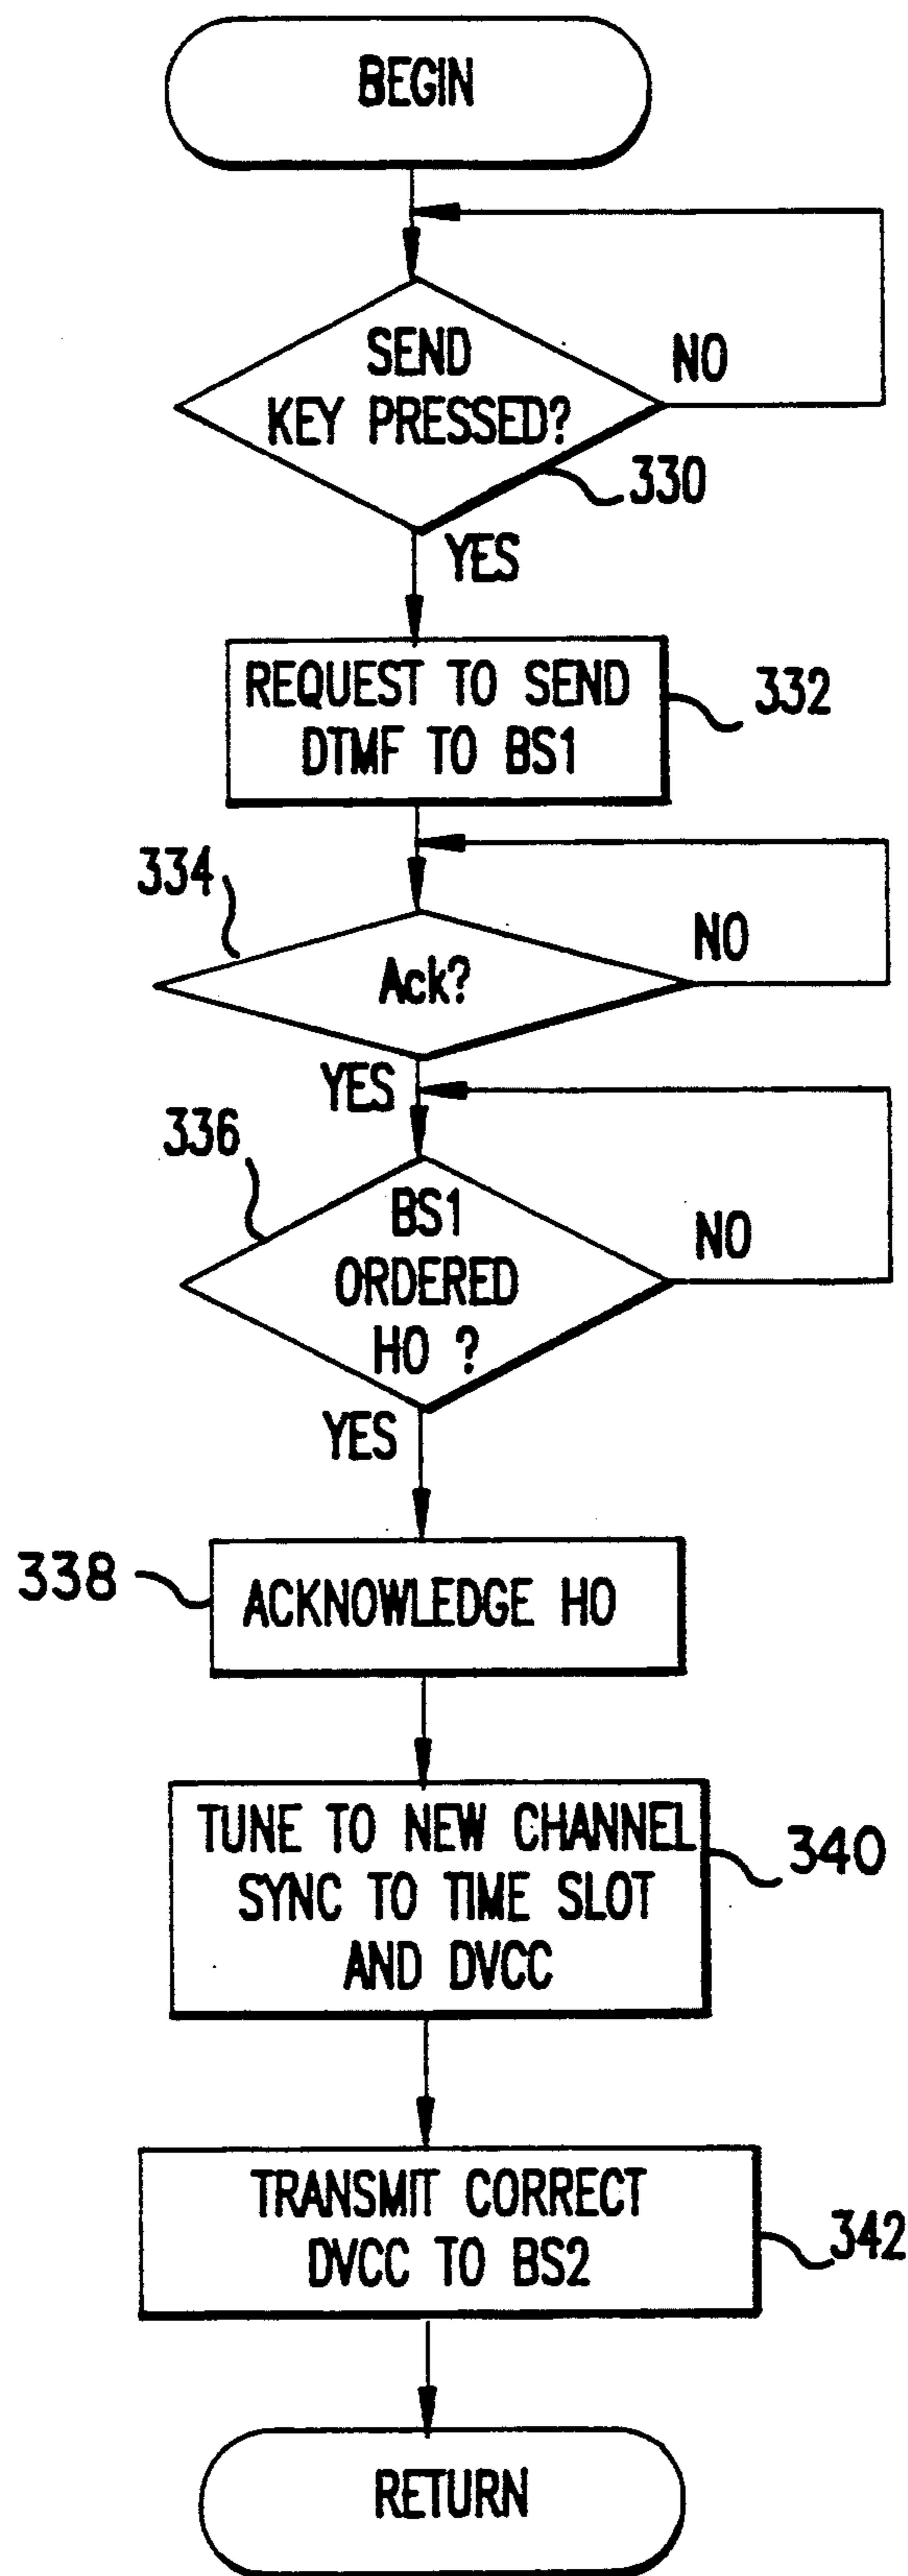 BEGIN
SEND
KEY PRESSED?
NO
330
YES
REQUEST TO SEND
DTMF TO BS1
332
334
Ack?
NO
YES
336
BS1
ORDERED
HO ?
NO
YES
338
ACKNOWLEDGE HO
TUNE TO NEW CHANNEL
SYNC TO TIME SLOT
AND DVCC
340
TRANSMIT CORRECT
DVCC TO BS2
342
RETURN